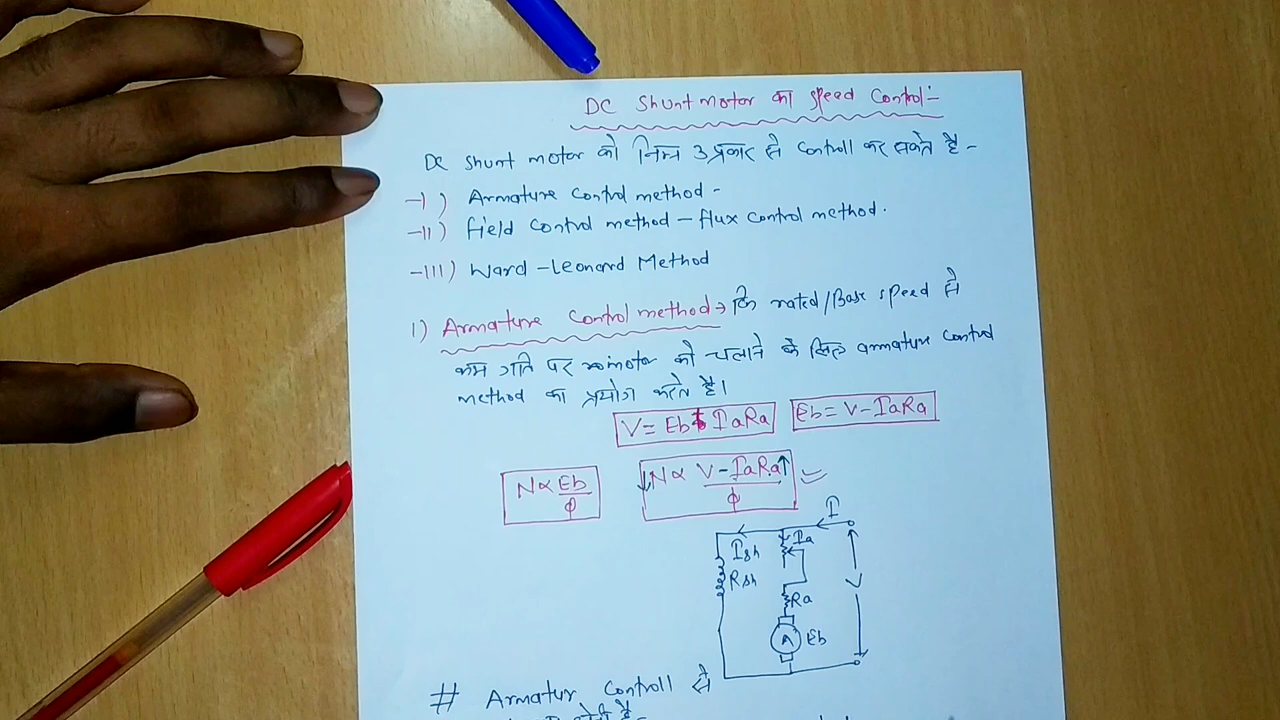 DC Shunt motor का Speed Control:-
DC Shunt motor को निम्न 3 प्रकार से Controll कर सकते है -
I) Armature Control method -
II) Field Control method - flux Control method.
III) Ward - Leonard Method
1) Armature Control method → कि rated/Base speed से
कम गति पर motor को चलाने के लिए armature control
method का प्रयोग करते है।
V = Eb + IaRa Eb = V - IaRa
N ∝ Eb/ϕ ↓N ∝ V - IaRa↑/ϕ
I
Ish Ia
Rsh V
Ra
A Eb
# Armatur Controll से